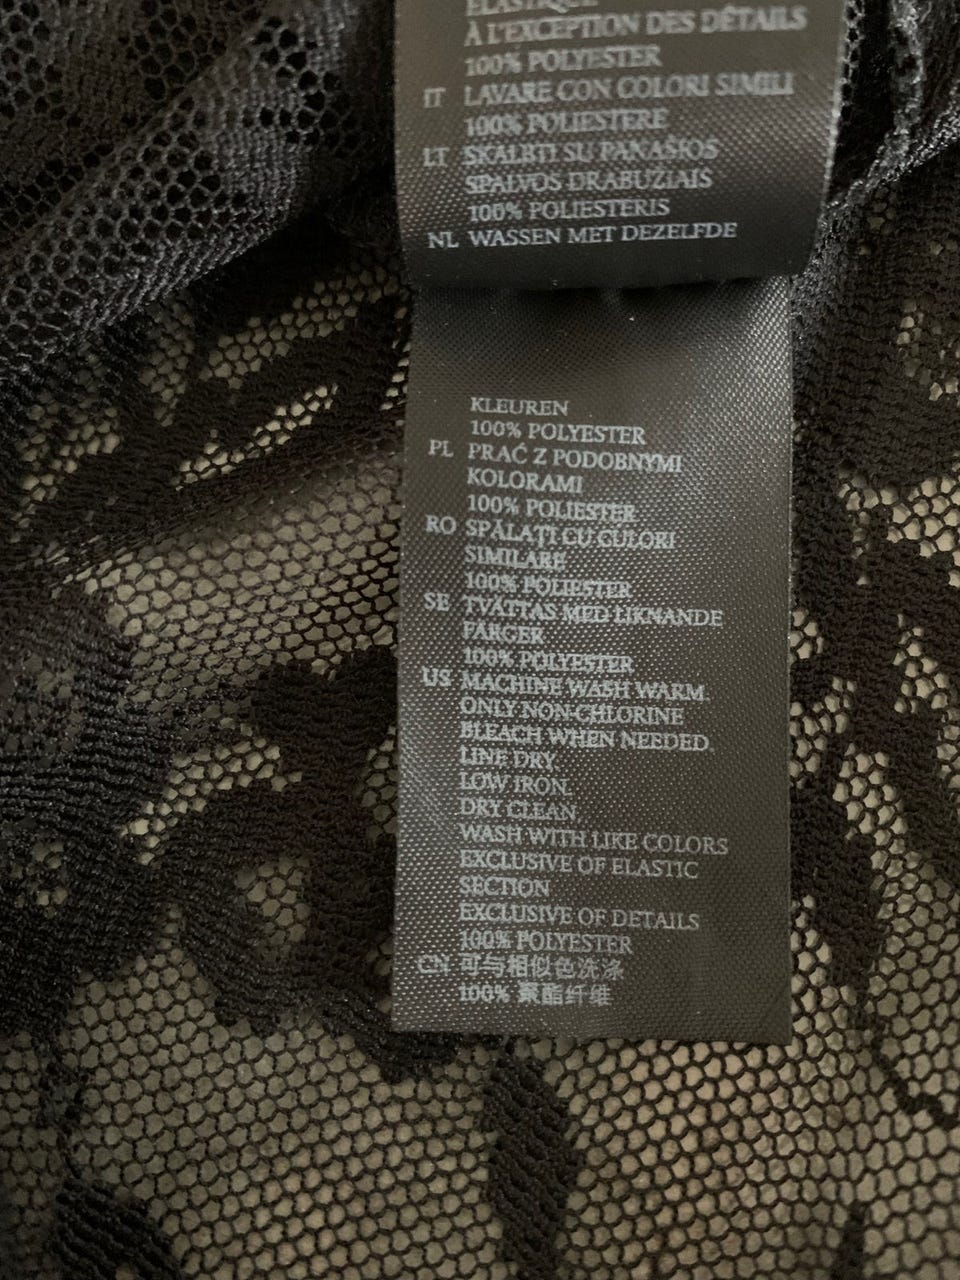 ÉLASTIQUE
À L'EXCEPTION DES DÉTAILS
100% POLYESTER
IT LAVARE CON COLORI SIMILI
100% POLIESTERE
LT SKALBTI SU PANAŠIOS
SPALVOS DRABUŽIAIS
100% POLIESTERIS
NL WASSEN MET DEZELFDE
KLEUREN
100% POLYESTER
PL PRAĆ Z PODOBNYMI
KOLORAMI
100% POLIESTER
RO SPĂLAŢI CU CULORI
SIMILARE
100% POLIESTER
SE TVÄTTAS MED LIKNANDE
FÄRGER
100% POLYESTER
US MACHINE WASH WARM.
ONLY NON-CHLORINE
BLEACH WHEN NEEDED.
LINE DRY.
LOW IRON.
DRY CLEAN.
WASH WITH LIKE COLORS
EXCLUSIVE OF ELASTIC
SECTION
EXCLUSIVE OF DETAILS
100% POLYESTER
CN 可与相似色洗涤
100% 聚酯纤维